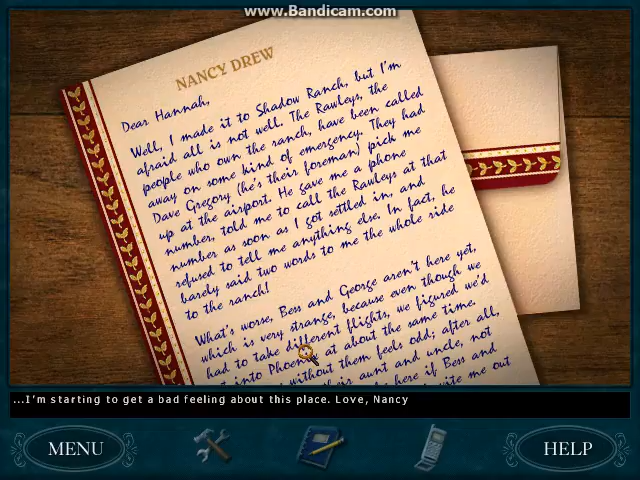 www.Bandicam.com
NANCY DREW
Dear Hannah,
Well, I made it to Shadow Ranch, but I'm
afraid all is not well. The Rawleys, the
people who own the ranch, have been called
away on some kind of emergency. They had
Dave Gregory (he's their foreman) pick me
up at the airport. He gave me a phone
number, told me to call the Rawleys at that
number as soon as I got settled in, and
refused to tell me anything else. In fact, he
barely said two words to me the whole ride
to the ranch!
What's worse, Bess and George aren't here yet,
which is very strange, because even though we
had to take different flights, we figured we'd
into Phoenix at about the same time.
without them feels odd; after all,
their aunt and uncle, not
here if Bess and
me out
...I'm starting to get a bad feeling about this place. Love, Nancy
MENU
HELP